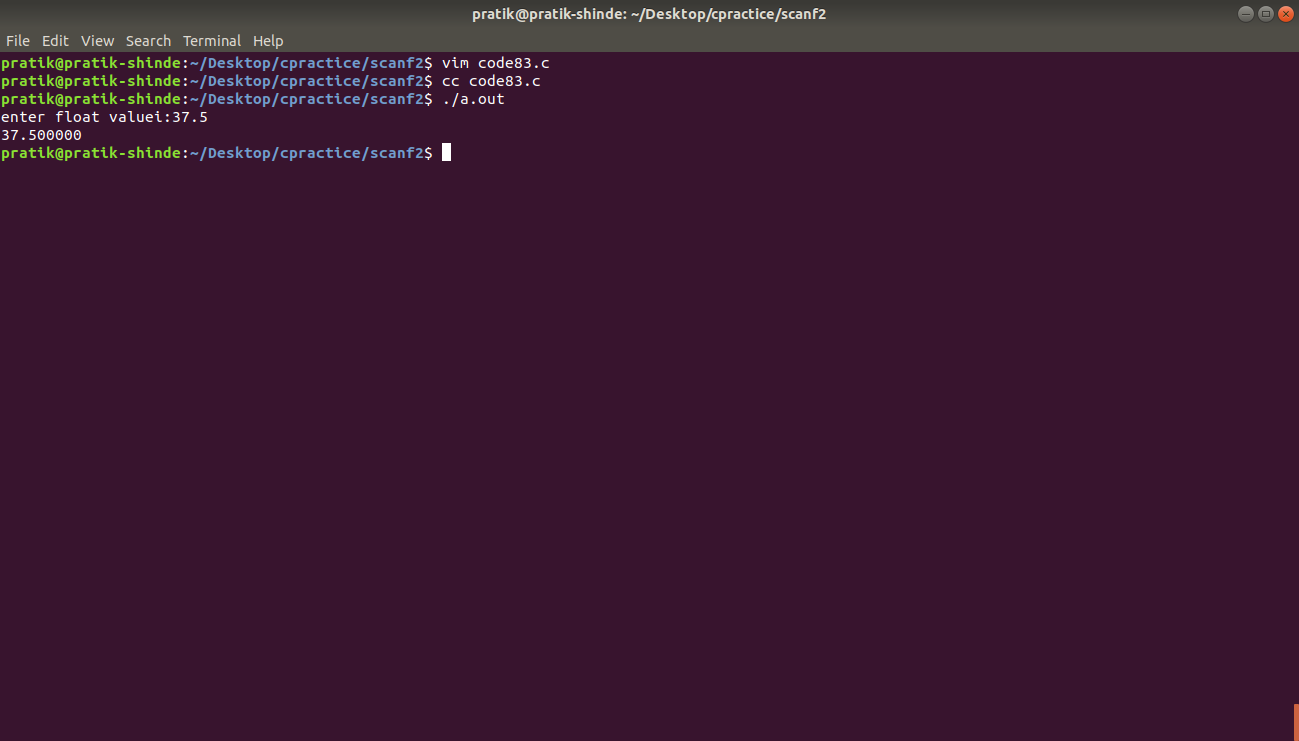 pratik@pratik-shinde: ~/Desktop/cpractice/scanf2
File Edit View Search Terminal Help
pratik@pratik-shinde:~/Desktop/cpractice/scanf2$ vim code83.c
pratik@pratik-shinde:~/Desktop/cpractice/scanf2$ cc code83.c
pratik@pratik-shinde:~/Desktop/cpractice/scanf2$ ./a.out
enter float valuei:37.5
37.500000
pratik@pratik-shinde:~/Desktop/cpractice/scanf2$